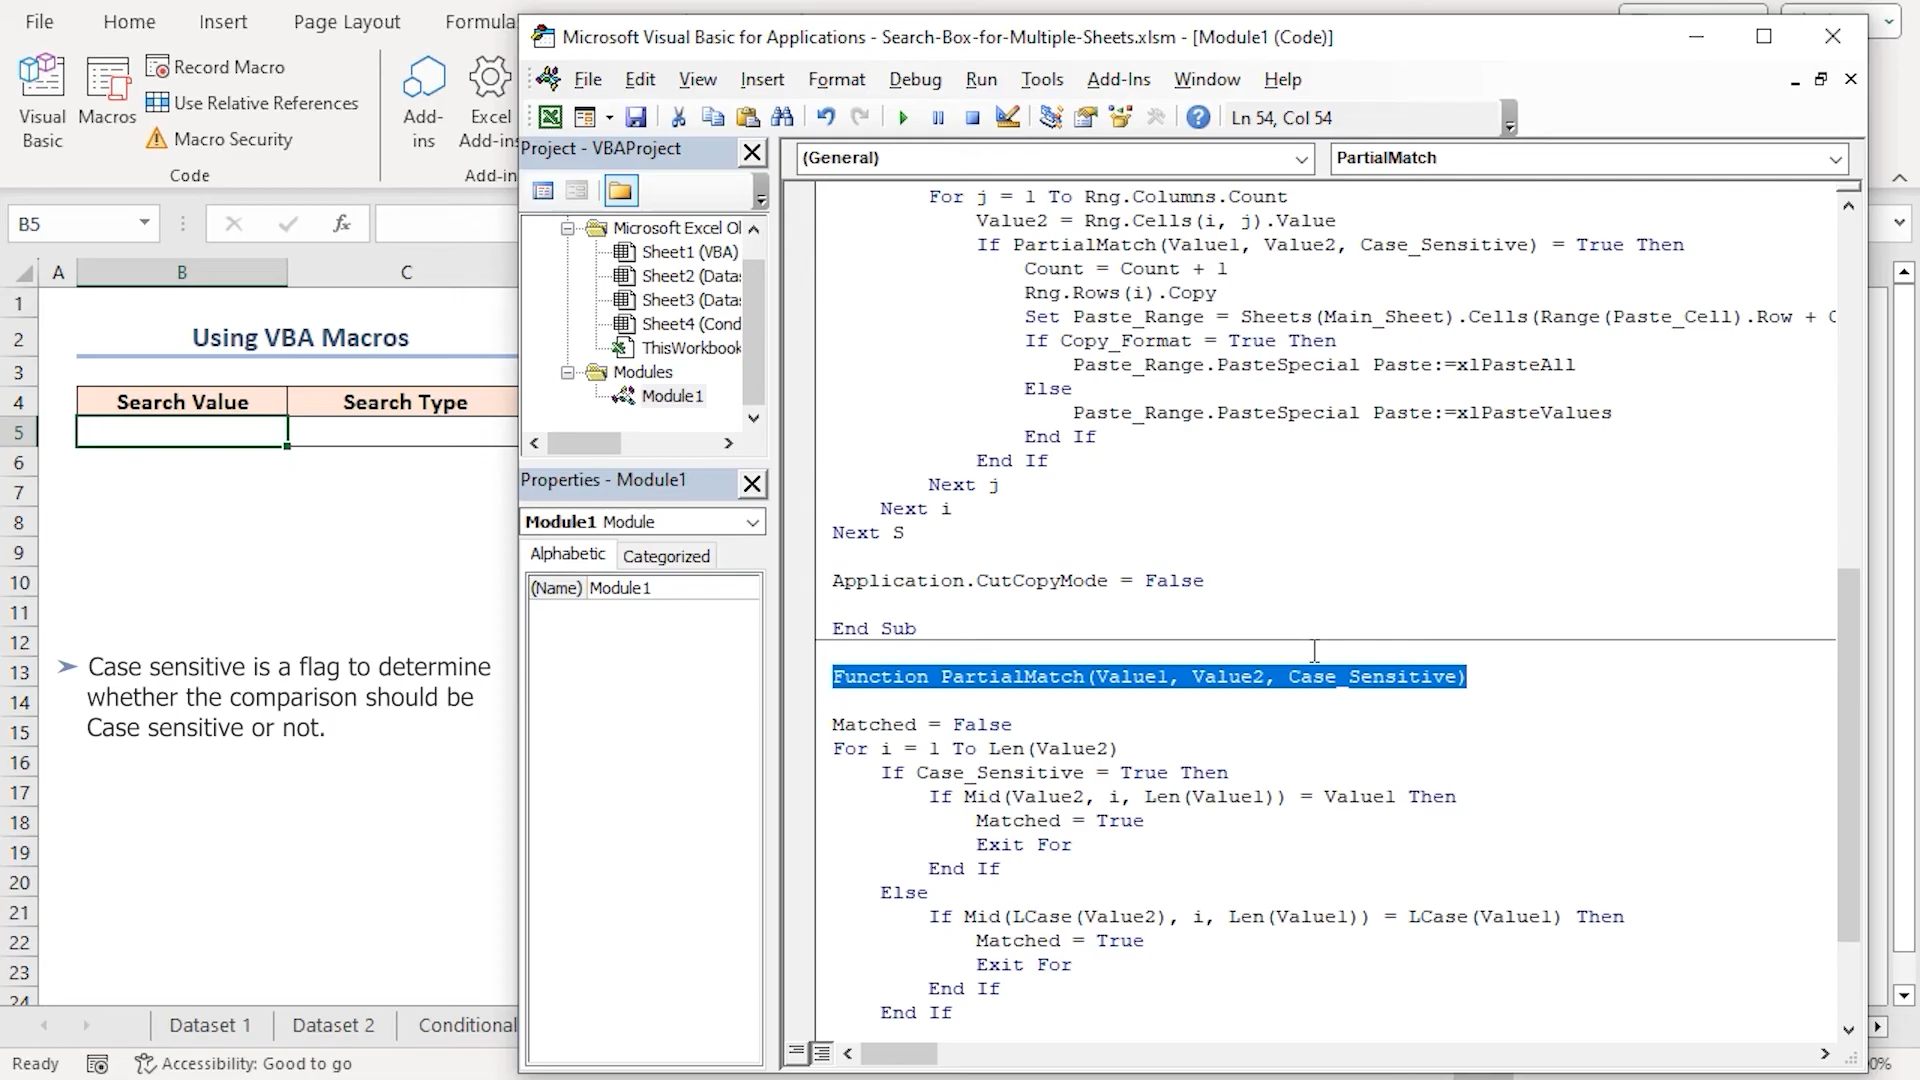 File Home Insert Page Layout Formula
Visual Basic
Macros
Record Macro
Use Relative References
Macro Security
Code
Add-ins
Excel
Add-ins
Add-in
B5
fx
A B C
1
2
3
4
5
6
7
8
9
10
11
12
13
14
15
16
17
18
19
20
21
22
23
24
Using VBA Macros
Search Value Search Type
➢ Case sensitive is a flag to determine
whether the comparison should be
Case sensitive or not.
Dataset 1 Dataset 2 Conditional
Ready Accessibility: Good to go
0%
Microsoft Visual Basic for Applications - Search-Box-for-Multiple-Sheets.xlsm - [Module1 (Code)]
File Edit View Insert Format Debug Run Tools Add-Ins Window Help
Ln 54, Col 54
Project - VBAProject
Microsoft Excel Ol
Sheet1 (VBA)
Sheet2 (Data
Sheet3 (Data
Sheet4 (Cond
ThisWorkbook
Modules
Module1
Properties - Module1
Module1 Module
Alphabetic Categorized
(Name) Module1
(General) PartialMatch
For j = 1 To Rng.Columns.Count
Value2 = Rng.Cells(i, j).Value
If PartialMatch(Value1, Value2, Case_Sensitive) = True Then
Count = Count + 1
Rng.Rows(i).Copy
Set Paste_Range = Sheets(Main_Sheet).Cells(Range(Paste_Cell).Row + C
If Copy_Format = True Then
Paste_Range.PasteSpecial Paste:=xlPasteAll
Else
Paste_Range.PasteSpecial Paste:=xlPasteValues
End If
End If
Next j
Next i
Next S
Application.CutCopyMode = False
End Sub
Function PartialMatch(Value1, Value2, Case_Sensitive)
Matched = False
For i = 1 To Len(Value2)
If Case_Sensitive = True Then
If Mid(Value2, i, Len(Value1)) = Value1 Then
Matched = True
Exit For
End If
Else
If Mid(LCase(Value2), i, Len(Value1)) = LCase(Value1) Then
Matched = True
Exit For
End If
End If